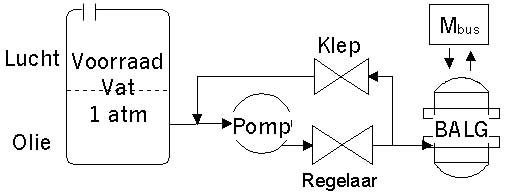 Lucht
Voorraad
Vat
1 atm
Olie
Klep
Pomp
Regelaar
Mbus
BALG